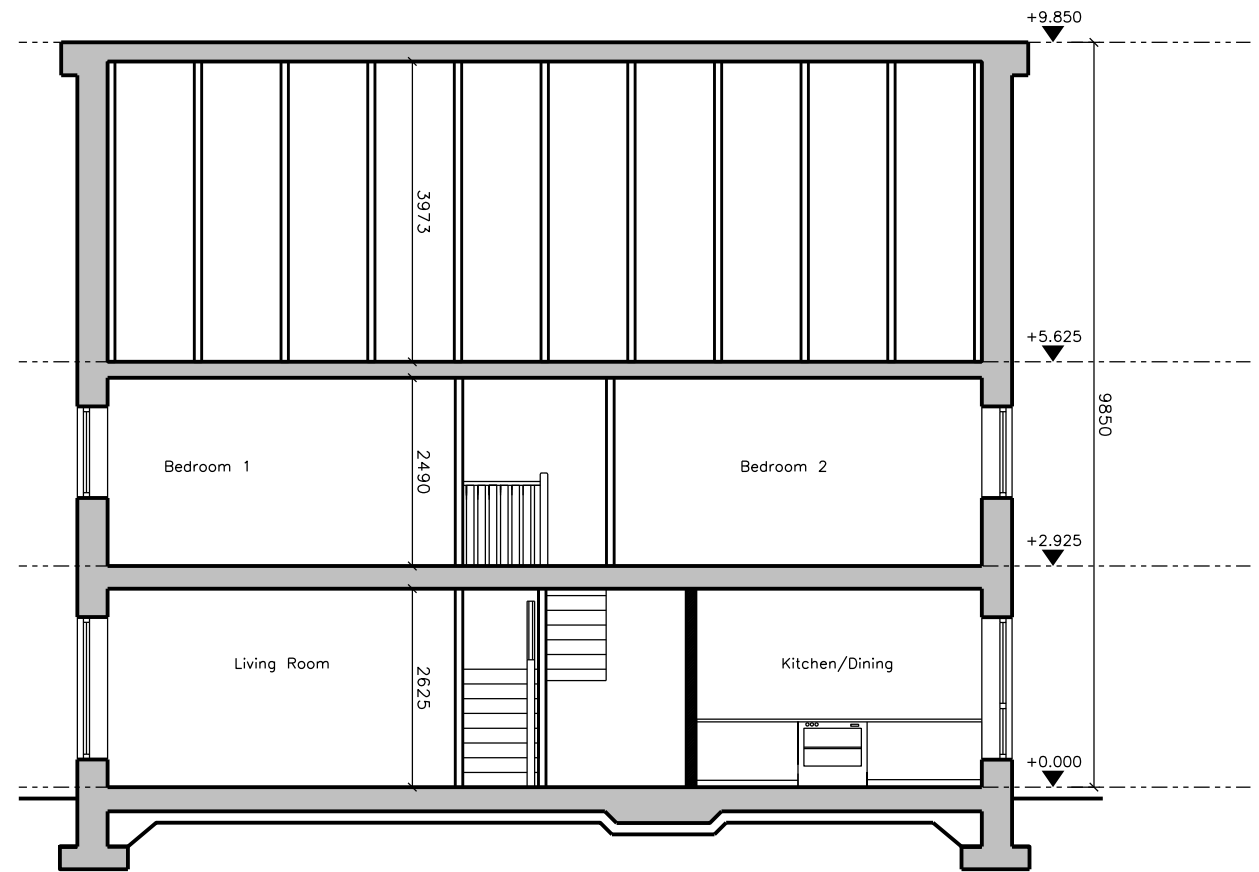 +9.850
3973
+5.625
9850
Bedroom 1
2490
Bedroom 2
+2.925
Living Room
2625
Kitchen/Dining
+0.000